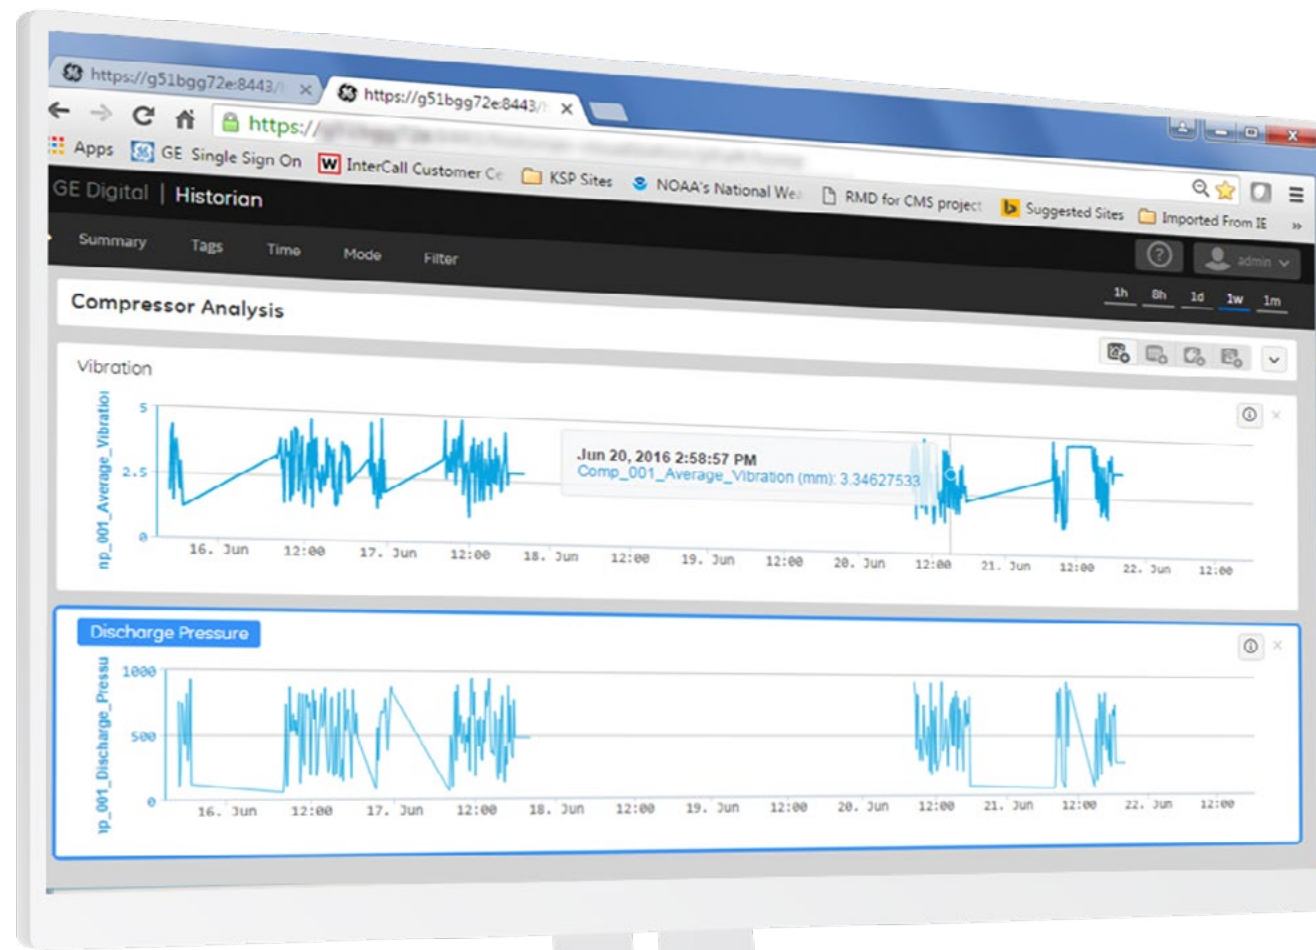 https://g51bgg72e:8443/ × https://g51bgg72e:8443/ ×
https://
Apps GE Single Sign On W InterCall Customer Ce KSP Sites NOAA's National Wea RMD for CMS project Suggested Sites Imported From IE »
GE Digital | Historian
Summary Tags Time Mode Filter ? admin
1h 8h 1d 1w 1m
Compressor Analysis
Vibration
np_001_Average_Vibration
5
2.5
0
Jun 20, 2016 2:58:57 PM
Comp_001_Average_Vibration (mm): 3.34627533
16. Jun 12:00 17. Jun 12:00 18. Jun 12:00 19. Jun 12:00 20. Jun 12:00 21. Jun 12:00 22. Jun 12:00
Discharge Pressure
np_001_Discharge_Pressu
1000
500
0
16. Jun 12:00 17. Jun 12:00 18. Jun 12:00 19. Jun 12:00 20. Jun 12:00 21. Jun 12:00 22. Jun 12:00